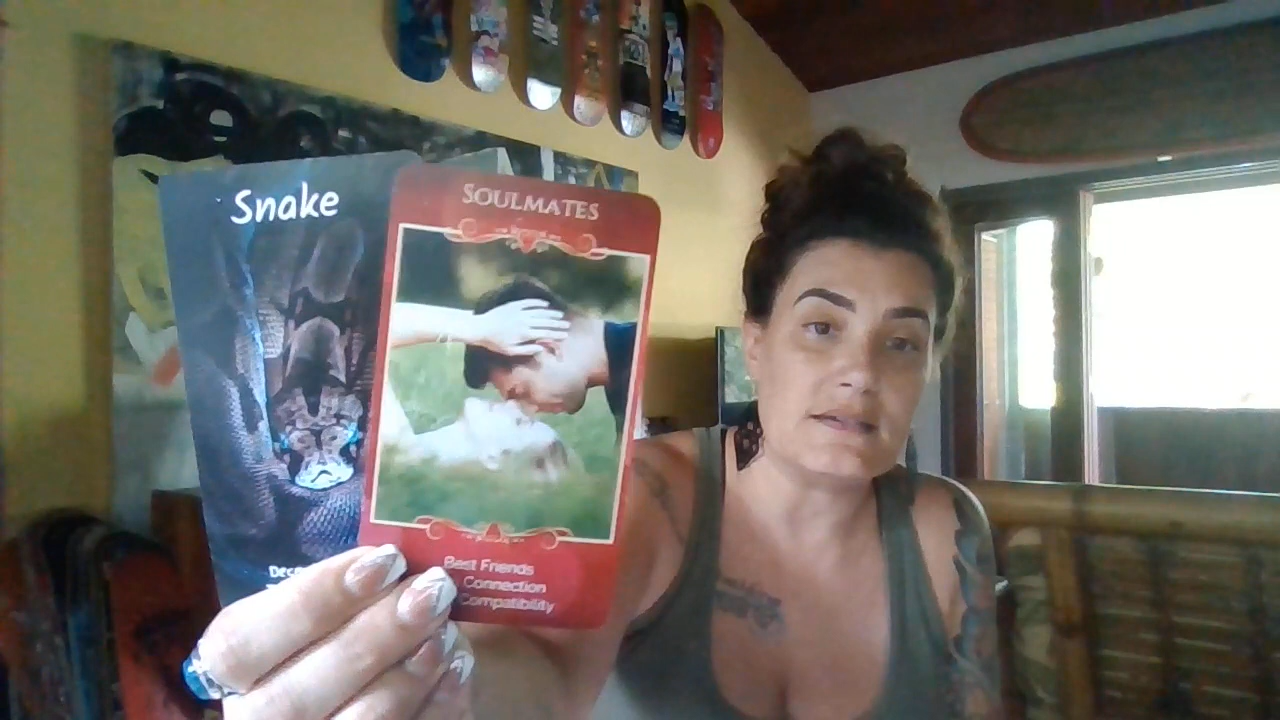 Snake
SOULMATES
Best Friends
Connection
Compatibility